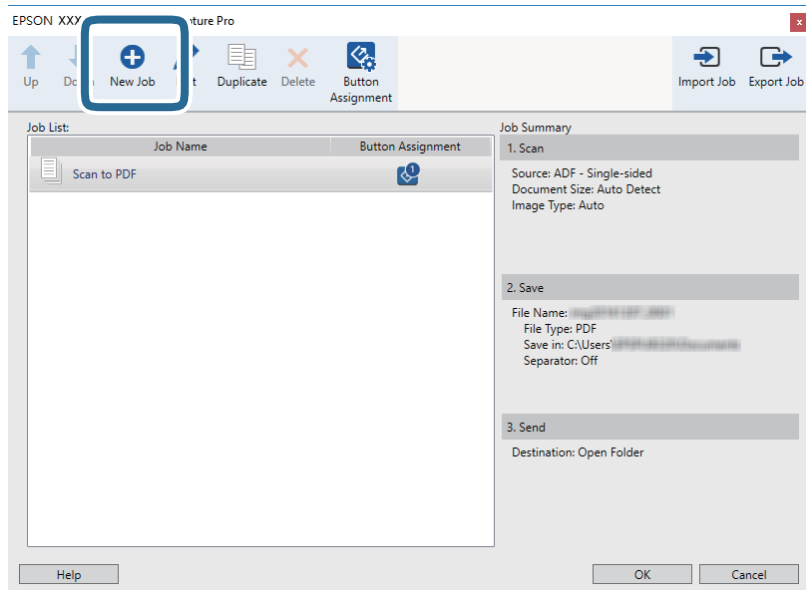 EPSON XXX ture Pro
x
Up Do n New Job t Duplicate Delete Button Assignment Import Job Export Job
Job List:
Job Name Button Assignment
Scan to PDF 1
Job Summary
1. Scan
Source: ADF - Single-sided
Document Size: Auto Detect
Image Type: Auto
2. Save
File Name:
File Type: PDF
Save in: C:\Users\
Separator: Off
3. Send
Destination: Open Folder
Help OK Cancel